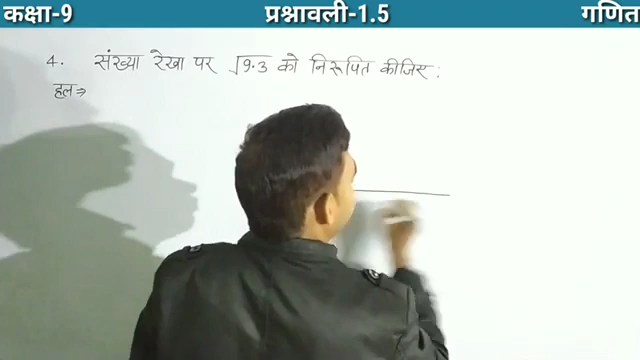 कक्षा-9 प्रश्नावली-1.5 गणित
4. संख्या रेखा पर √9.3 को निरूपित कीजिए :
हल⇒